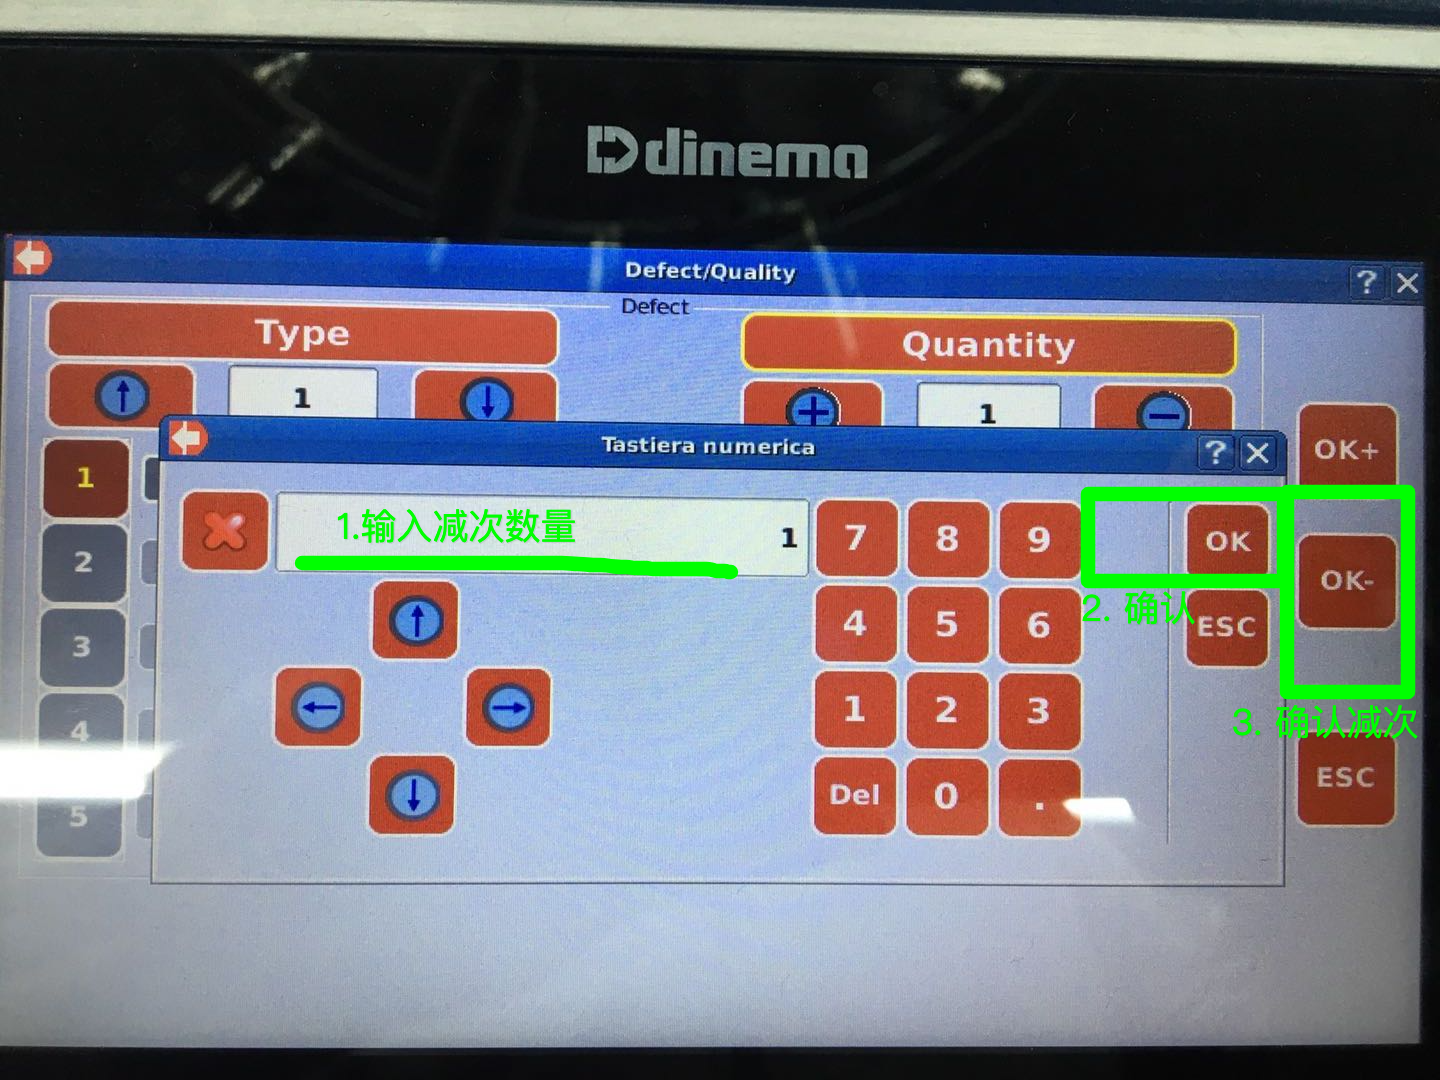 dinema
Defect/Quality
?
Defect
Type
Quantity
1
1
Tastiera numerica
?
OK+
1
1.输入减次数量
1
7 8 9
OK
OK-
2
4 5 6
2. 确认
ESC
3
1 2 3
3. 确认减次
4
Del 0 .
ESC
5